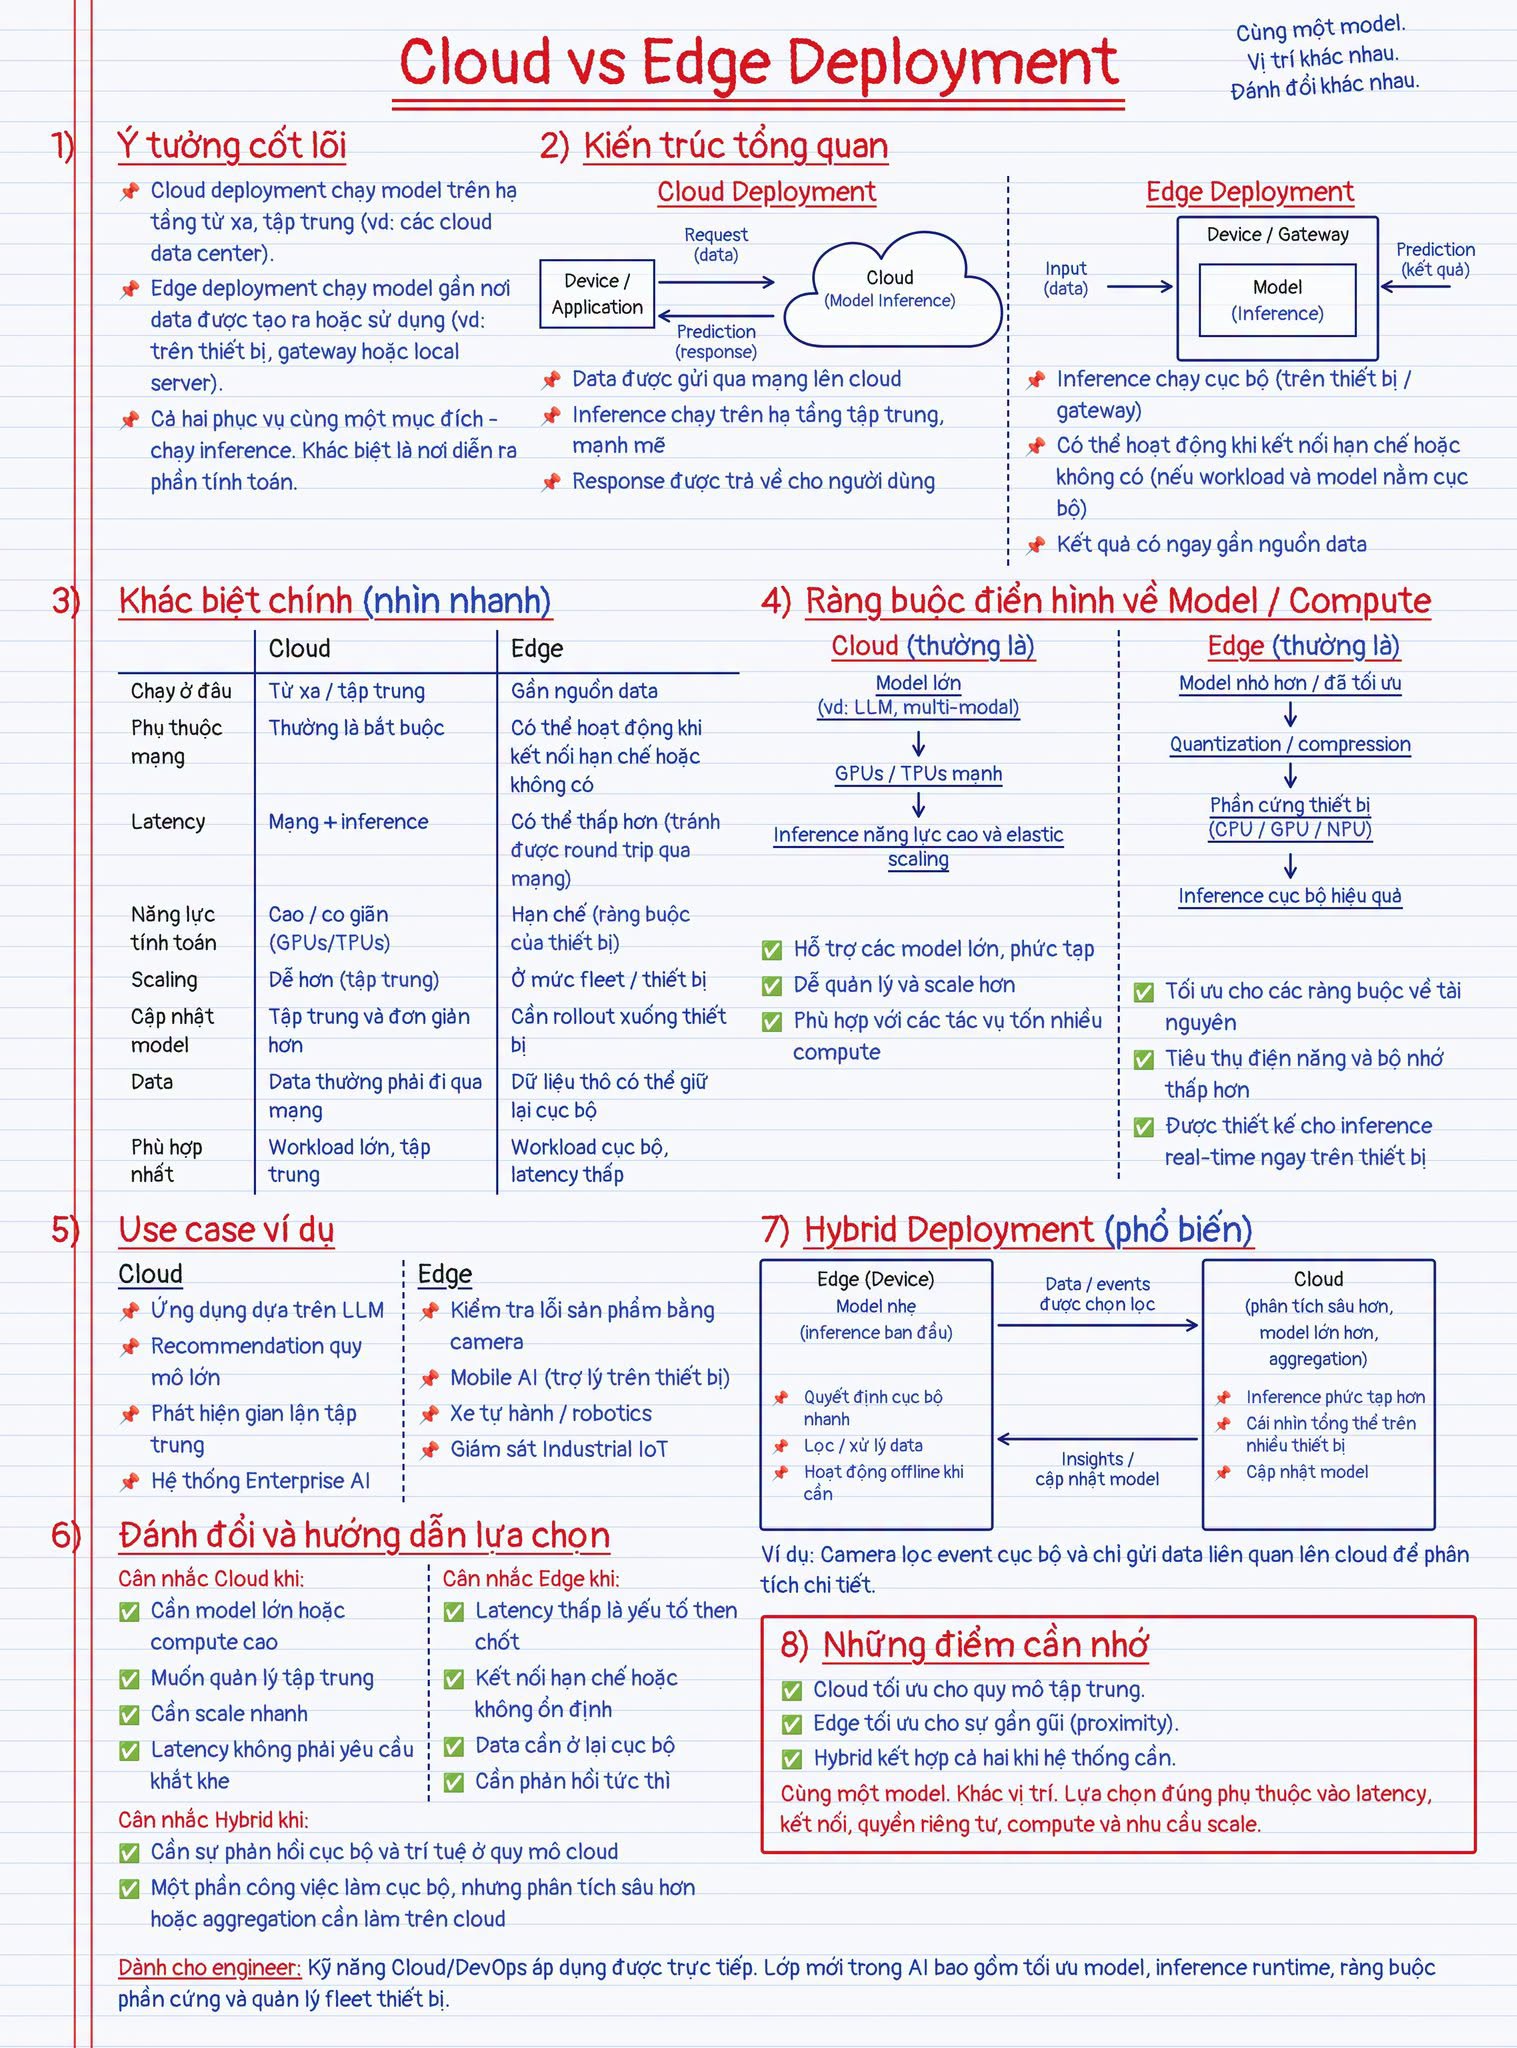 Cloud vs Edge Deployment
Cùng một model.
Vị trí khác nhau.
Đánh đổi khác nhau.
1) Ý tưởng cốt lõi
Cloud deployment chạy model trên hạ
tầng từ xa, tập trung (vd: các cloud
data center).
Edge deployment chạy model gần nơi
data được tạo ra hoặc sử dụng (vd:
trên thiết bị, gateway hoặc local
server).
Cả hai phục vụ cùng một mục đích -
chạy inference. Khác biệt là nơi diễn ra
phần tính toán.
2) Kiến trúc tổng quan
Cloud Deployment
Device /
Application
Request
(data)
Prediction
(response)
Cloud
(Model Inference)
📌 Data được gửi qua mạng lên cloud
📌 Inference chạy trên hạ tầng tập trung,
mạnh mẽ
📌 Response được trả về cho người dùng
Edge Deployment
Input
(data)
Device / Gateway
Model
(Inference)
Prediction
(kết quả)
📌 Inference chạy cục bộ (trên thiết bị /
gateway)
📌 Có thể hoạt động khi kết nối hạn chế hoặc
không có (nếu workload và model nằm cục
bộ)
📌 Kết quả có ngay gần nguồn data
3) Khác biệt chính (nhìn nhanh)
Cloud Edge
Chạy ở đâu Từ xa / tập trung Gần nguồn data
Phụ thuộc Thường là bắt buộc Có thể hoạt động khi
mạng kết nối hạn chế hoặc
không có
Latency Mạng + inference Có thể thấp hơn (tránh
được round trip qua
mạng)
Năng lực Cao / co giãn Hạn chế (ràng buộc
tính toán (GPUs/TPUs) của thiết bị)
Scaling Dễ hơn (tập trung) Ở mức fleet / thiết bị
Cập nhật Tập trung và đơn giản Cần rollout xuống thiết
model hơn bị
Data Data thường phải đi qua Dữ liệu thô có thể giữ
mạng lại cục bộ
Phù hợp Workload lớn, tập Workload cục bộ,
nhất trung latency thấp
4) Ràng buộc điển hình về Model / Compute
Cloud (thường là)
Model lớn
(vd: LLM, multi-modal)
GPUs / TPUs mạnh
Inference năng lực cao và elastic
scaling
✅ Hỗ trợ các model lớn, phức tạp
✅ Dễ quản lý và scale hơn
✅ Phù hợp với các tác vụ tốn nhiều
compute
Edge (thường là)
Model nhỏ hơn / đã tối ưu
Quantization / compression
Phần cứng thiết bị
(CPU / GPU / NPU)
Inference cục bộ hiệu quả
✅ Tối ưu cho các ràng buộc về tài
nguyên
✅ Tiêu thụ điện năng và bộ nhớ
thấp hơn
✅ Được thiết kế cho inference
real-time ngay trên thiết bị
5) Use case ví dụ
Cloud
📌 Ứng dụng dựa trên LLM
📌 Recommendation quy
mô lớn
📌 Phát hiện gian lận tập
trung
📌 Hệ thống Enterprise AI
Edge
📌 Kiểm tra lỗi sản phẩm bằng
camera
📌 Mobile AI (trợ lý trên thiết bị)
📌 Xe tự hành / robotics
📌 Giám sát Industrial IoT
6) Đánh đổi và hướng dẫn lựa chọn
Cân nhắc Cloud khi:
✅ Cần model lớn hoặc
compute cao
✅ Muốn quản lý tập trung
✅ Cần scale nhanh
✅ Latency không phải yêu cầu
khắt khe
Cân nhắc Edge khi:
✅ Latency thấp là yếu tố then
chốt
✅ Kết nối hạn chế hoặc
không ổn định
✅ Data cần ở lại cục bộ
✅ Cần phản hồi tức thì
Cân nhắc Hybrid khi:
✅ Cần sự phản hồi cục bộ và trí tuệ ở quy mô cloud
✅ Một phần công việc làm cục bộ, nhưng phân tích sâu hơn
hoặc aggregation cần làm trên cloud
7) Hybrid Deployment (phổ biến)
Edge (Device)
Model nhẹ
(inference ban đầu)
📌 Quyết định cục bộ
nhanh
📌 Lọc / xử lý data
📌 Hoạt động offline khi
cần
Data / events
được chọn lọc
Insights /
cập nhật model
Cloud
(phân tích sâu hơn,
model lớn hơn,
aggregation)
📌 Inference phức tạp hơn
📌 Cái nhìn tổng thể trên
nhiều thiết bị
📌 Cập nhật model
Ví dụ: Camera lọc event cục bộ và chỉ gửi data liên quan lên cloud để phân
tích chi tiết.
8) Những điểm cần nhớ
✅ Cloud tối ưu cho quy mô tập trung.
✅ Edge tối ưu cho sự gần gũi (proximity).
✅ Hybrid kết hợp cả hai khi hệ thống cần.
Cùng một model. Khác vị trí. Lựa chọn đúng phụ thuộc vào latency,
kết nối, quyền riêng tư, compute và nhu cầu scale.
Dành cho engineer: Kỹ năng Cloud/DevOps áp dụng được trực tiếp. Lớp mới trong AI bao gồm tối ưu model, inference runtime, ràng buộc
phần cứng và quản lý fleet thiết bị.